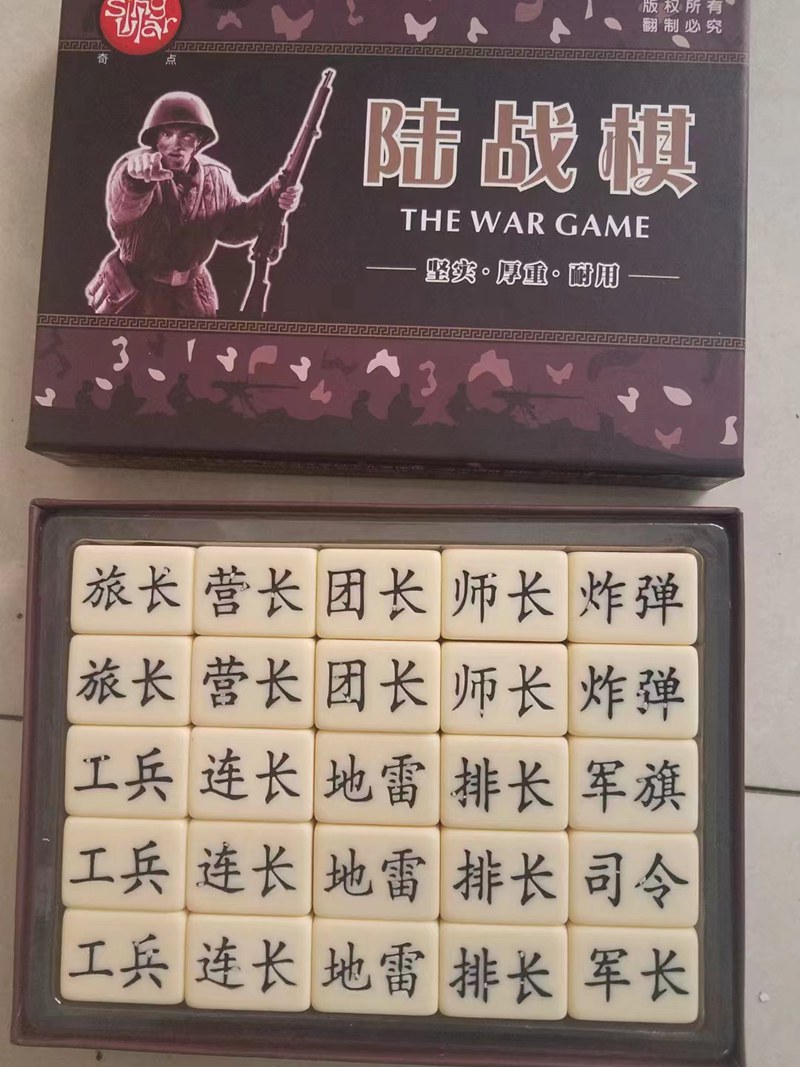 Singular
奇点
版权所有
翻制必究
陆战棋
THE WAR GAME
坚实·厚重·耐用
旅长 营长 团长 师长 炸弹
旅长 营长 团长 师长 炸弹
工兵 连长 地雷 排长 军旗
工兵 连长 地雷 排长 司令
工兵 连长 地雷 排长 军长